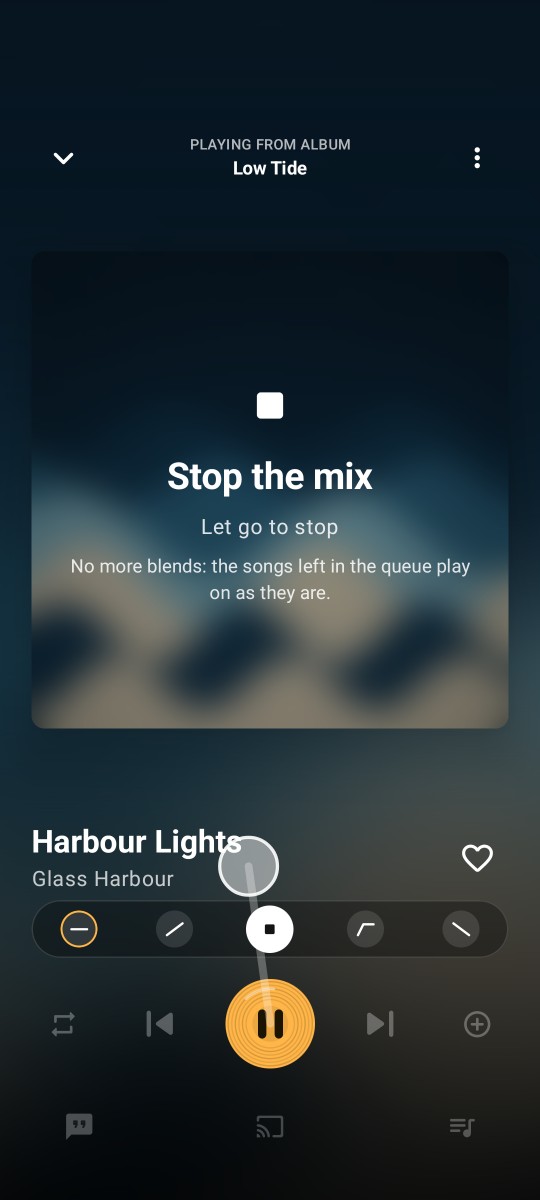 PLAYING FROM ALBUM
Low Tide
Stop the mix
Let go to stop
No more blends: the songs left in the queue play
on as they are.
Harbour Lights
Glass Harbour